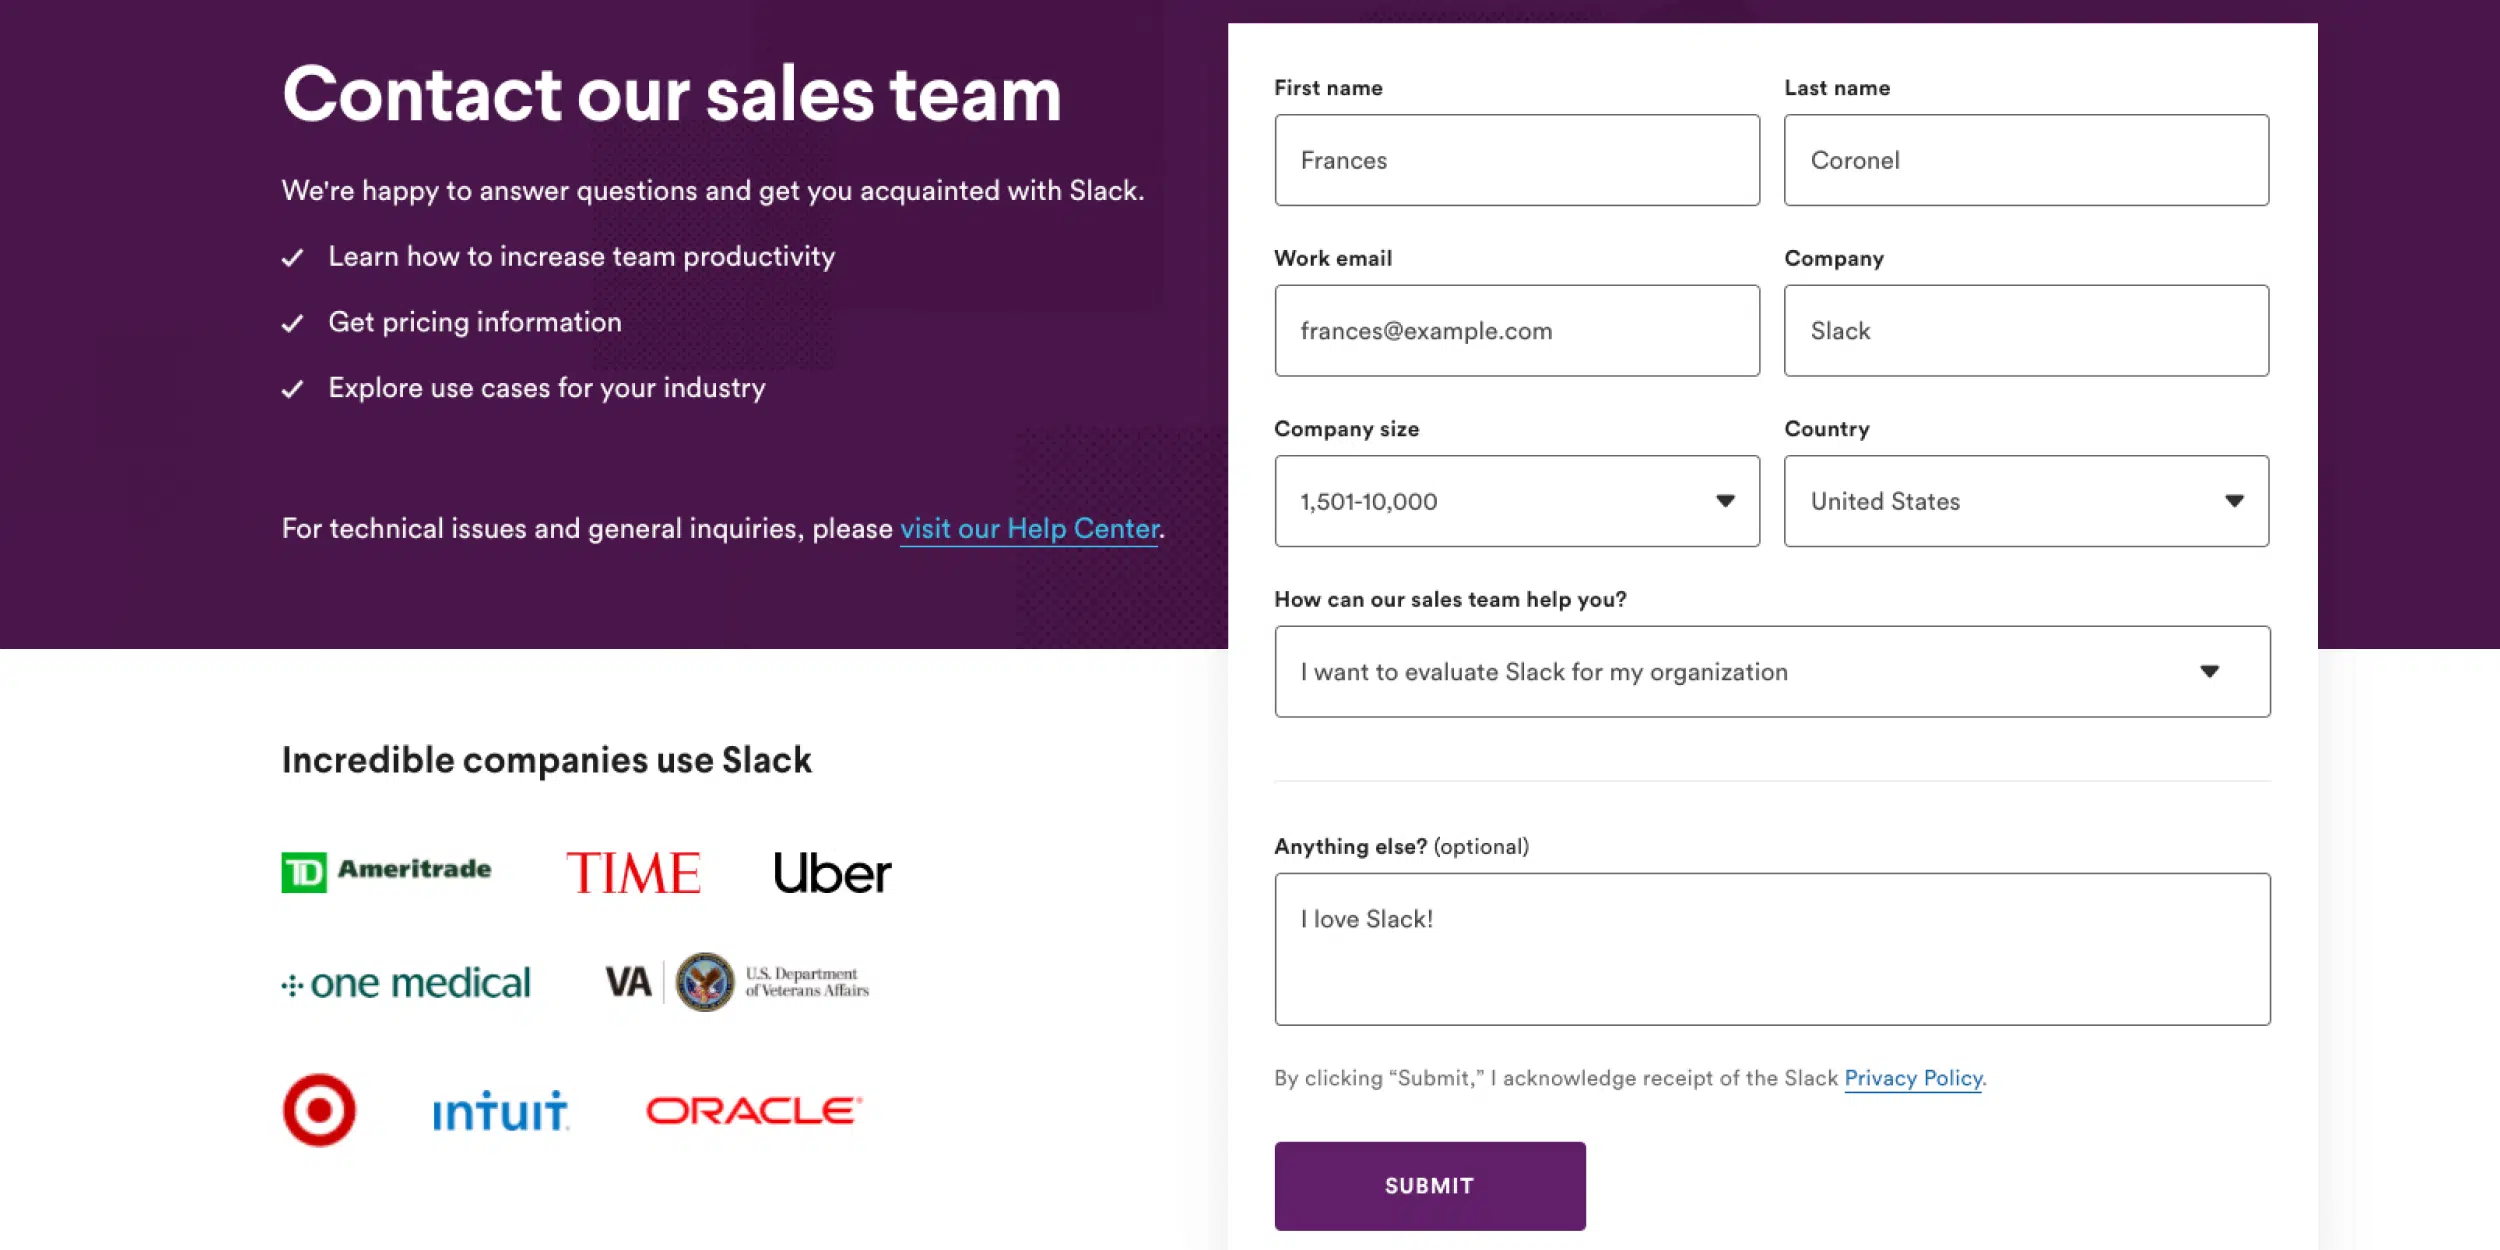 Contact our sales team
We're happy to answer questions and get you acquainted with Slack.
Learn how to increase team productivity
Get pricing information
Explore use cases for your industry
For technical issues and general inquiries, please visit our Help Center.
Incredible companies use Slack
TD Ameritrade
TIME
Uber
one medical
VA
U.S. Department
of Veterans Affairs
intuit
ORACLE
First name
Last name
Frances
Coronel
Work email
Company
frances@example.com
Slack
Company size
Country
1,501-10,000
United States
How can our sales team help you?
I want to evaluate Slack for my organization
Anything else? (optional)
I love Slack!
By clicking “Submit,” I acknowledge receipt of the Slack Privacy Policy.
SUBMIT